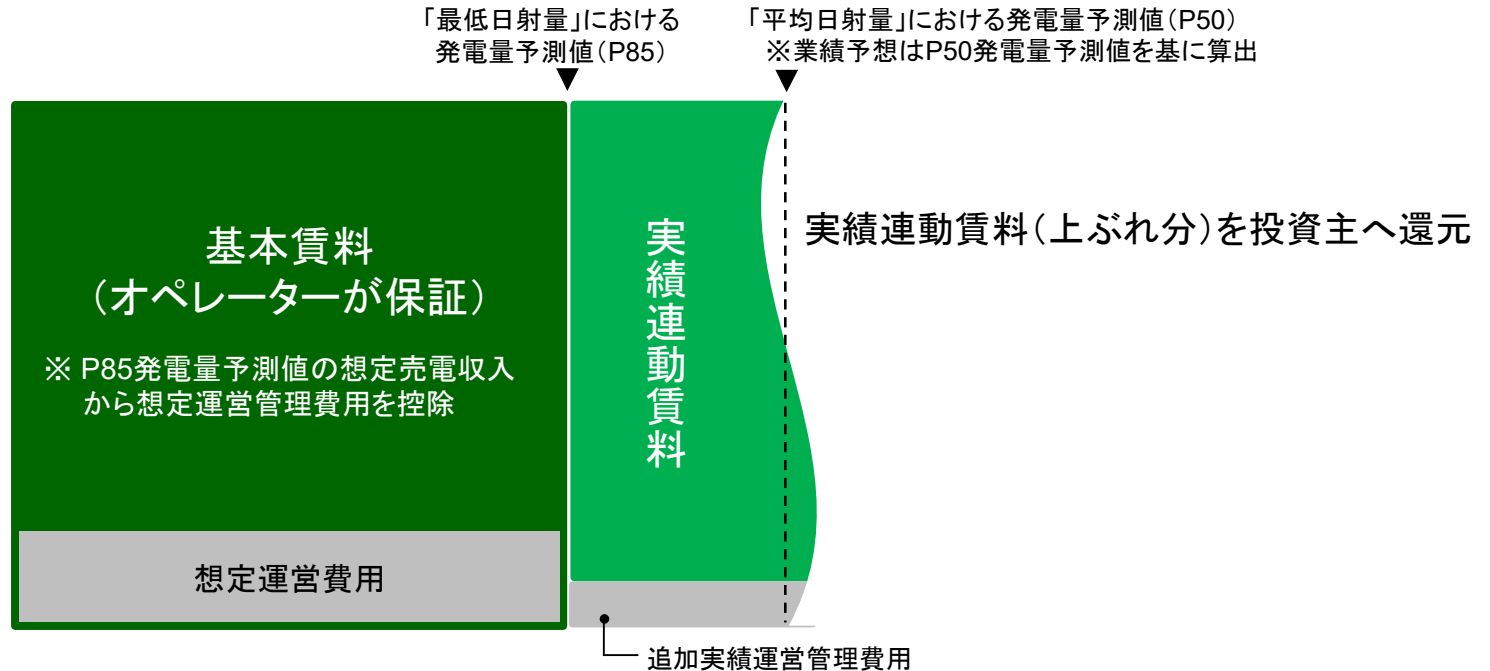 「最低日射量」における
発電量予測値（P85）
「平均日射量」における発電量予測値（P50）
※業績予想はP50発電量予測値を基に算出
基本賃料
（オペレーターが保証）
※ P85発電量予測値の想定売電収入
から想定運営管理費用を控除
想定運営費用
実績連動賃料
実績連動賃料（上ぶれ分）を投資主へ還元
追加実績運営管理費用